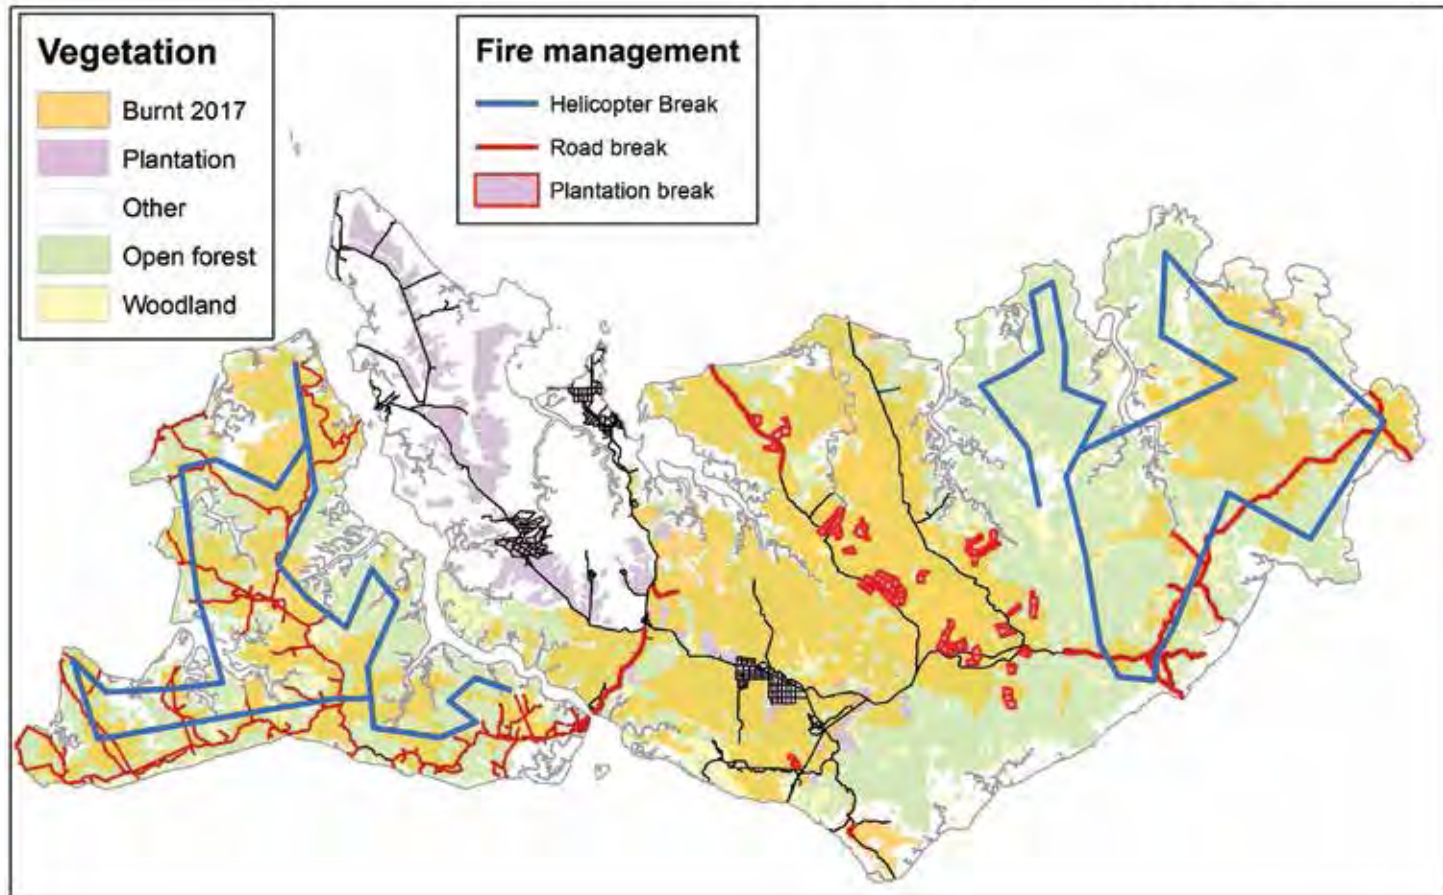 Vegetation
Burnt 2017
Plantation
Other
Open forest
Woodland
Fire management
Helicopter Break
Road break
Plantation break